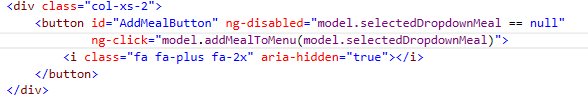 <div class="col-xs-2">
<button id="AddMealButton" ng-disabled="model.selectedDropdownMeal == null"
ng-click="model.addMealToMenu(model.selectedDropdownMeal)">
<i class="fa fa-plus fa-2x" aria-hidden="true"></i>
</button>
</div>